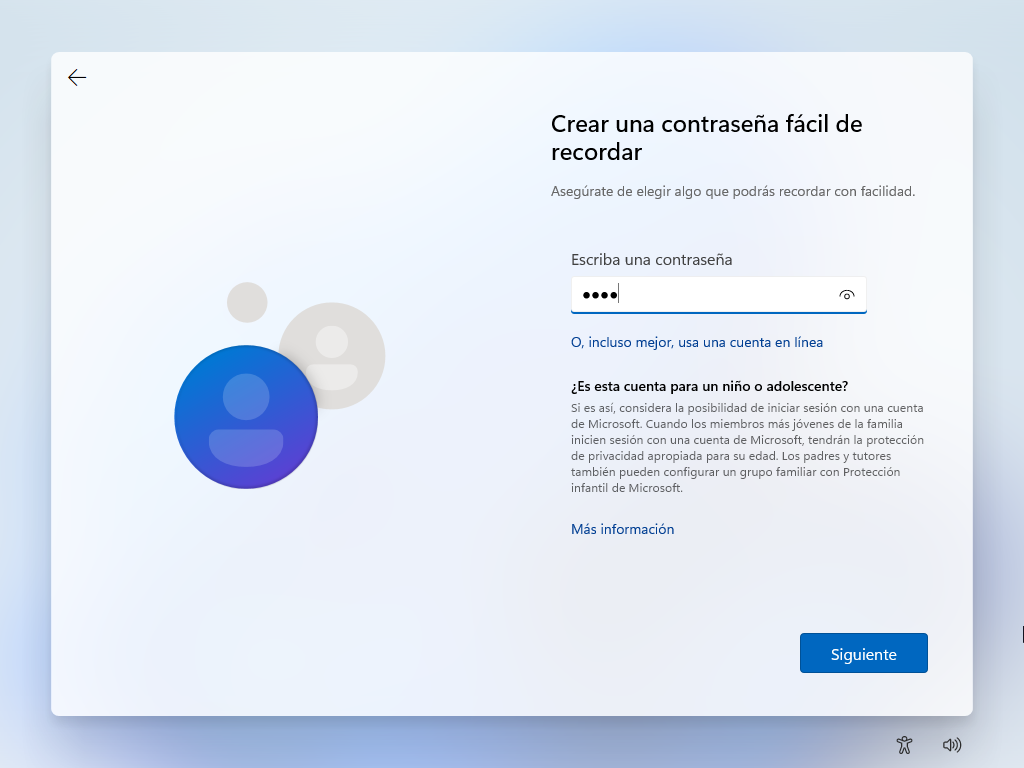 Crear una contraseña fácil de
recordar
Asegúrate de elegir algo que podrás recordar con facilidad.
Escriba una contraseña
●●●●
O, incluso mejor, usa una cuenta en línea
¿Es esta cuenta para un niño o adolescente?
Si es así, considera la posibilidad de iniciar sesión con una cuenta
de Microsoft. Cuando los miembros más jóvenes de la familia
inicien sesión con una cuenta de Microsoft, tendrán la protección
de privacidad apropiada para su edad. Los padres y tutores
también pueden configurar un grupo familiar con Protección
infantil de Microsoft.
Más información
Siguiente